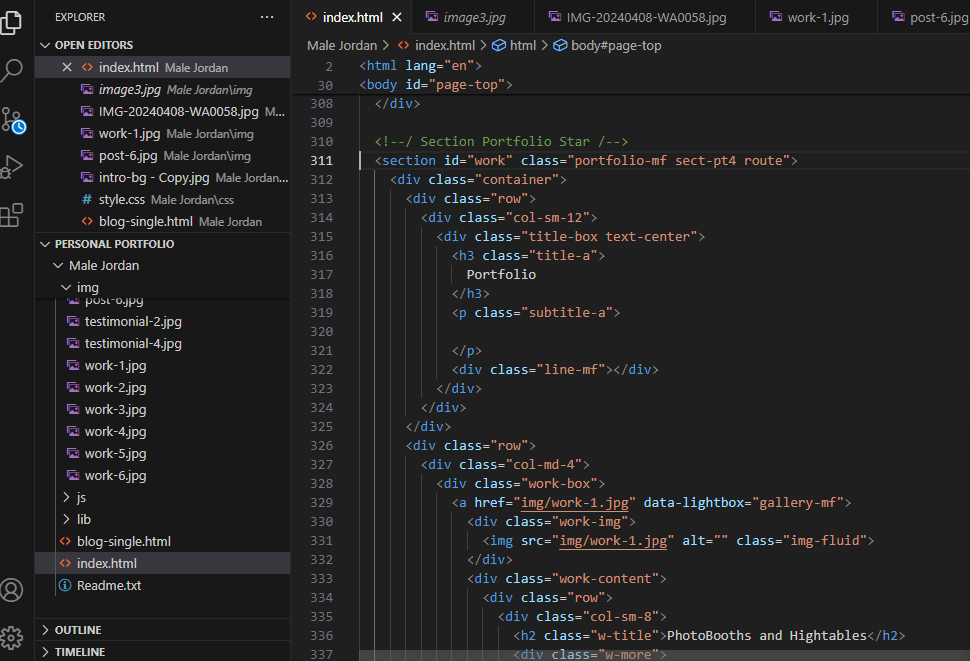 EXPLORER
OPEN EDITORS
index.html Male Jordan
image3.jpg Male Jordan\img
IMG-20240408-WA0058.jpg M...
work-1.jpg Male Jordan\img
post-6.jpg Male Jordan\img
intro-bg - Copy.jpg Male Jordan...
# style.css Male Jordan\css
blog-single.html Male Jordan
PERSONAL PORTFOLIO
Male Jordan
img
post-6.jpg
testimonial-2.jpg
testimonial-4.jpg
work-1.jpg
work-2.jpg
work-3.jpg
work-4.jpg
work-5.jpg
work-6.jpg
js
lib
blog-single.html
index.html
Readme.txt
OUTLINE
TIMELINE
index.html image3.jpg IMG-20240408-WA0058.jpg work-1.jpg post-6.jpg
Male Jordan > index.html > html > body#page-top
2 <html lang="en">
30 <body id="page-top">
308 </div>
309
310 <!--/ Section Portfolio Star /-->
311 <section id="work" class="portfolio-mf sect-pt4 route">
312 <div class="container">
313 <div class="row">
314 <div class="col-sm-12">
315 <div class="title-box text-center">
316 <h3 class="title-a">
317 Portfolio
318 </h3>
319 <p class="subtitle-a">
320
321 </p>
322 <div class="line-mf"></div>
323 </div>
324 </div>
325 </div>
326 <div class="row">
327 <div class="col-md-4">
328 <div class="work-box">
329 <a href="img/work-1.jpg" data-lightbox="gallery-mf">
330 <div class="work-img">
331 <img src="img/work-1.jpg" alt="" class="img-fluid">
332 </div>
333 <div class="work-content">
334 <div class="row">
335 <div class="col-sm-8">
336 <h2 class="w-title">PhotoBooths and Hightables</h2>
337 <div class="w-more">